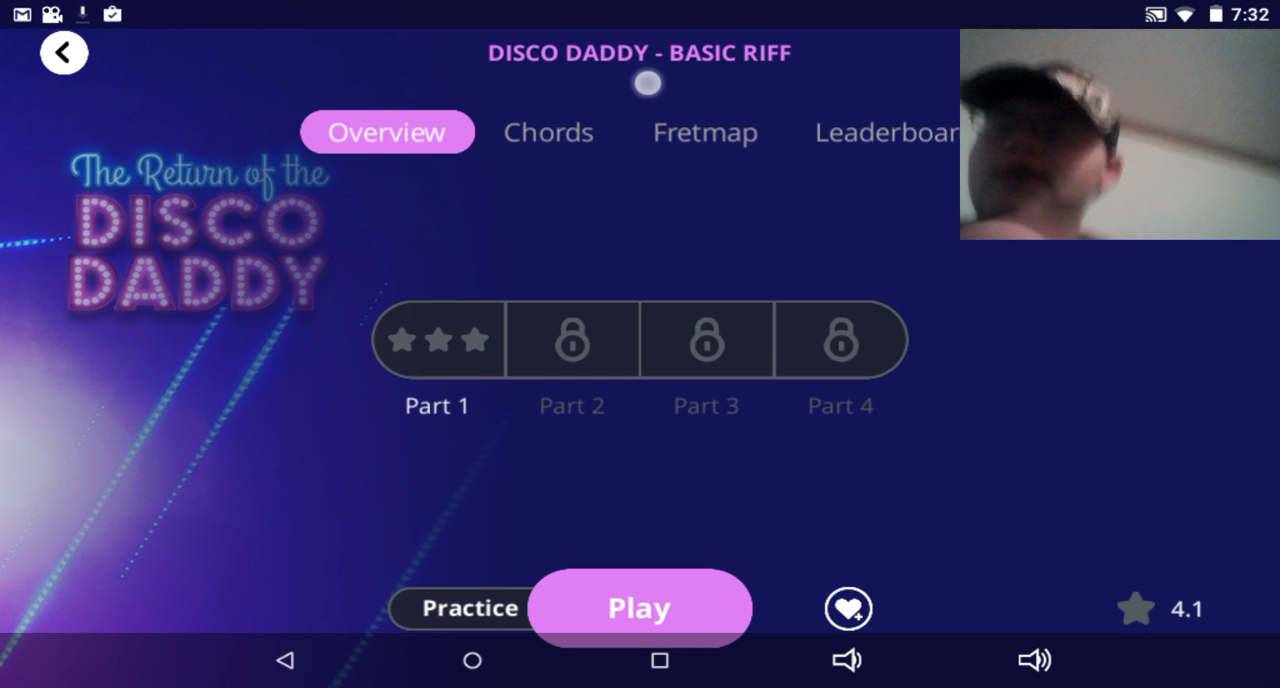 7:32
DISCO DADDY - BASIC RIFF
Overview Chords Fretmap Leaderboar
The Return of the
DISCO
DADDY
Part 1 Part 2 Part 3 Part 4
Practice Play 4.1